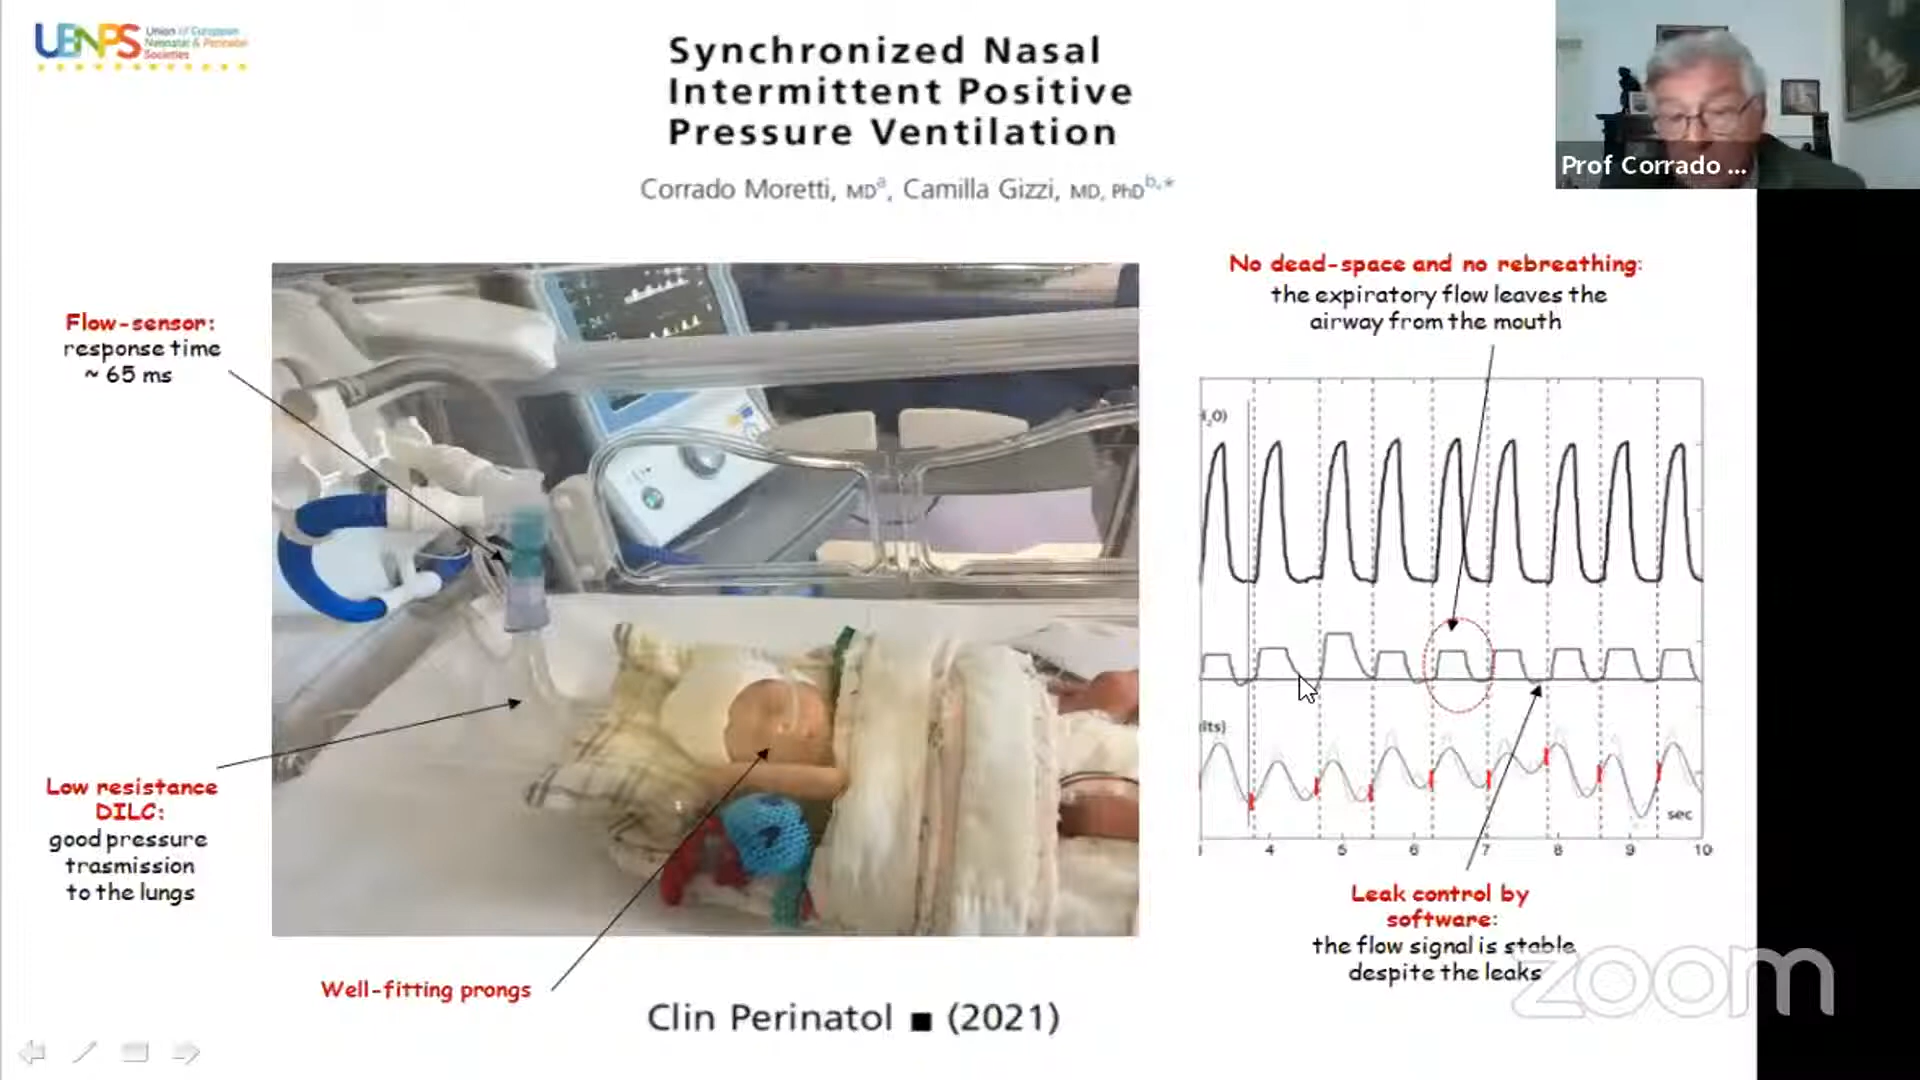 UENPS
Union of European
Neonatal & Perinatal
Societies
Synchronized Nasal
Intermittent Positive
Pressure Ventilation
Corrado Moretti, MDa, Camilla Gizzi, MD, PhDb,*
Prof Corrado ...
Flow-sensor:
response time
~ 65 ms
Low resistance
DILC:
good pressure
trasmission
to the lungs
Well-fitting prongs
No dead-space and no rebreathing:
the expiratory flow leaves the
airway from the mouth
sec
4 5 6 7 8 9 10
Leak control by
software:
the flow signal is stable
despite the leaks
Clin Perinatol ■ (2021)
zoom